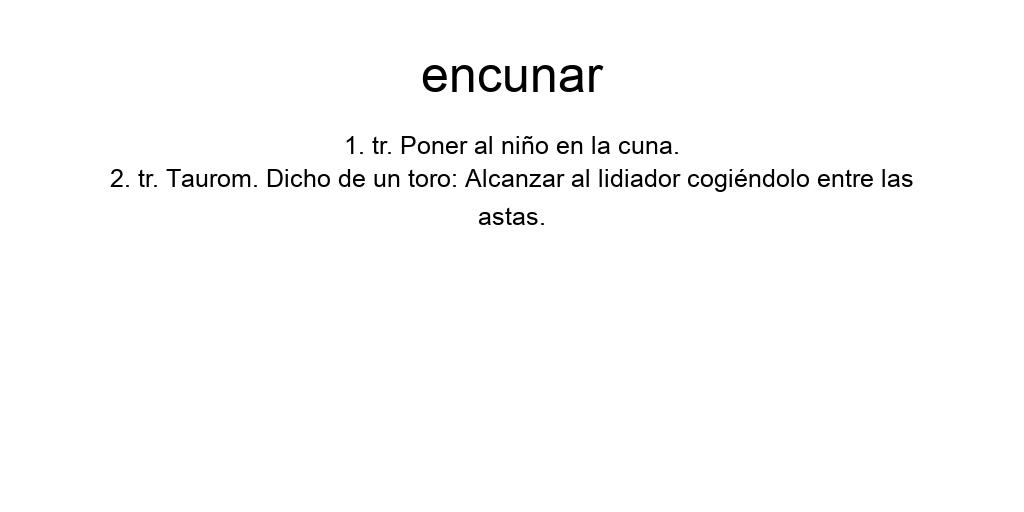 encunar
1. tr. Poner al niño en la cuna.
2. tr. Taurom. Dicho de un toro: Alcanzar al lidiador cogiéndolo entre las
astas.